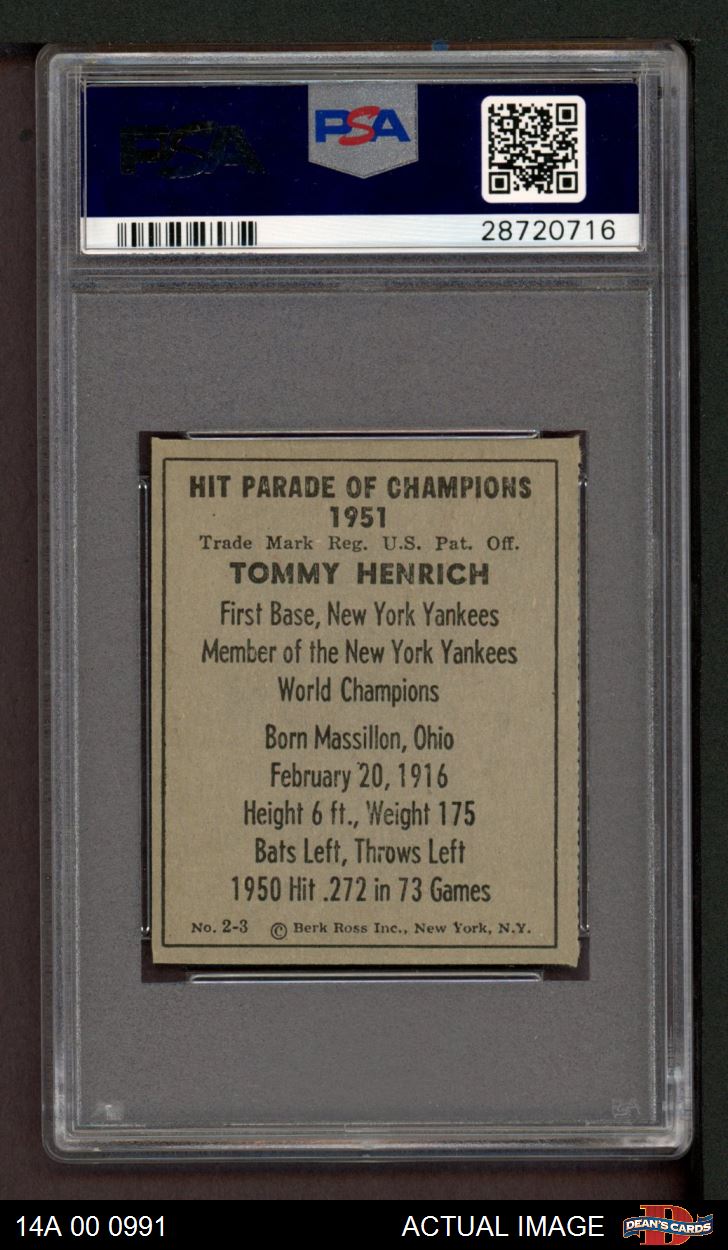 PSA
PSA
28720716
HIT PARADE OF CHAMPIONS
1951
Trade Mark Reg. U.S. Pat. Off.
TOMMY HENRICH
First Base, New York Yankees
Member of the New York Yankees
World Champions
Born Massillon, Ohio
February 20, 1916
Height 6 ft., Weight 175
Bats Left, Throws Left
1950 Hit .272 in 73 Games
No. 2-3 © Berk Ross Inc., New York, N.Y.
PSA
14A 00 0991 ACTUAL IMAGE DEAN'S CARDS